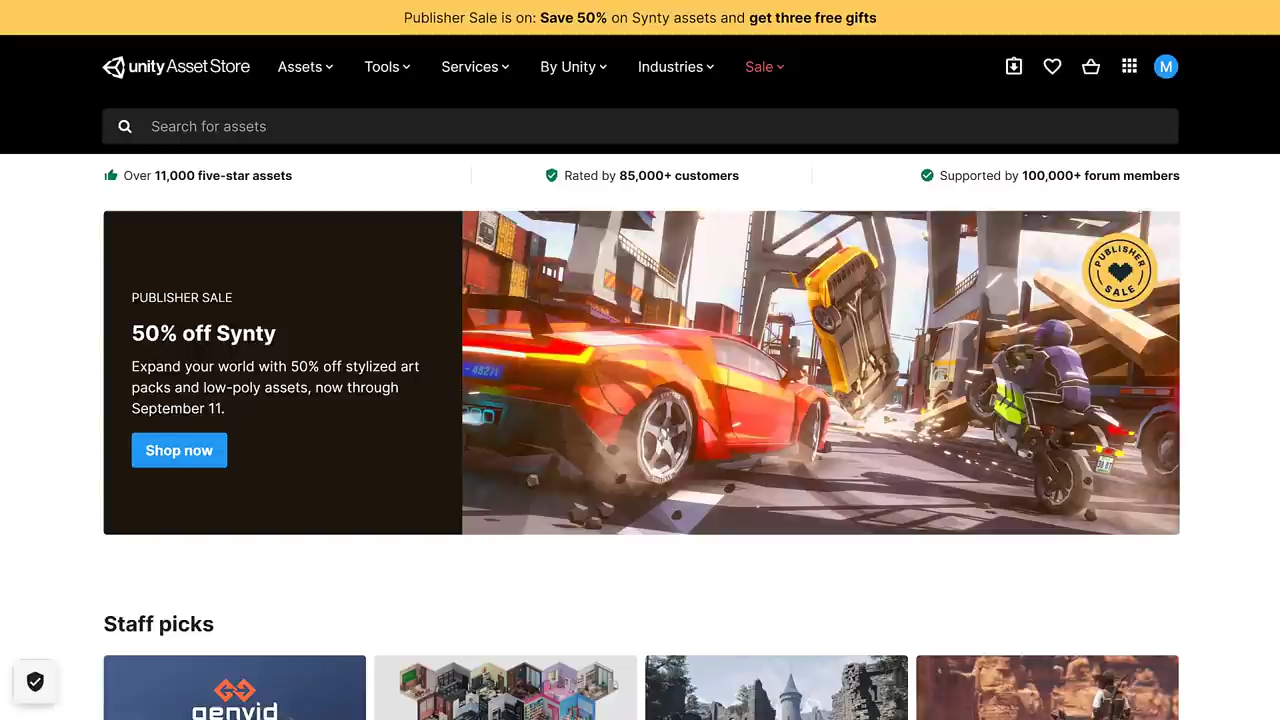 Publisher Sale is on: Save 50% on Synty assets and get three free gifts
unity Asset Store
Assets
Tools
Services
By Unity
Industries
Sale
M
Search for assets
Over 11,000 five-star assets
Rated by 85,000+ customers
Supported by 100,000+ forum members
PUBLISHER SALE
50% off Synty
Expand your world with 50% off stylized art
packs and low-poly assets, now through
September 11.
Shop now
PUBLISHER
SALE
Staff picks
genvid